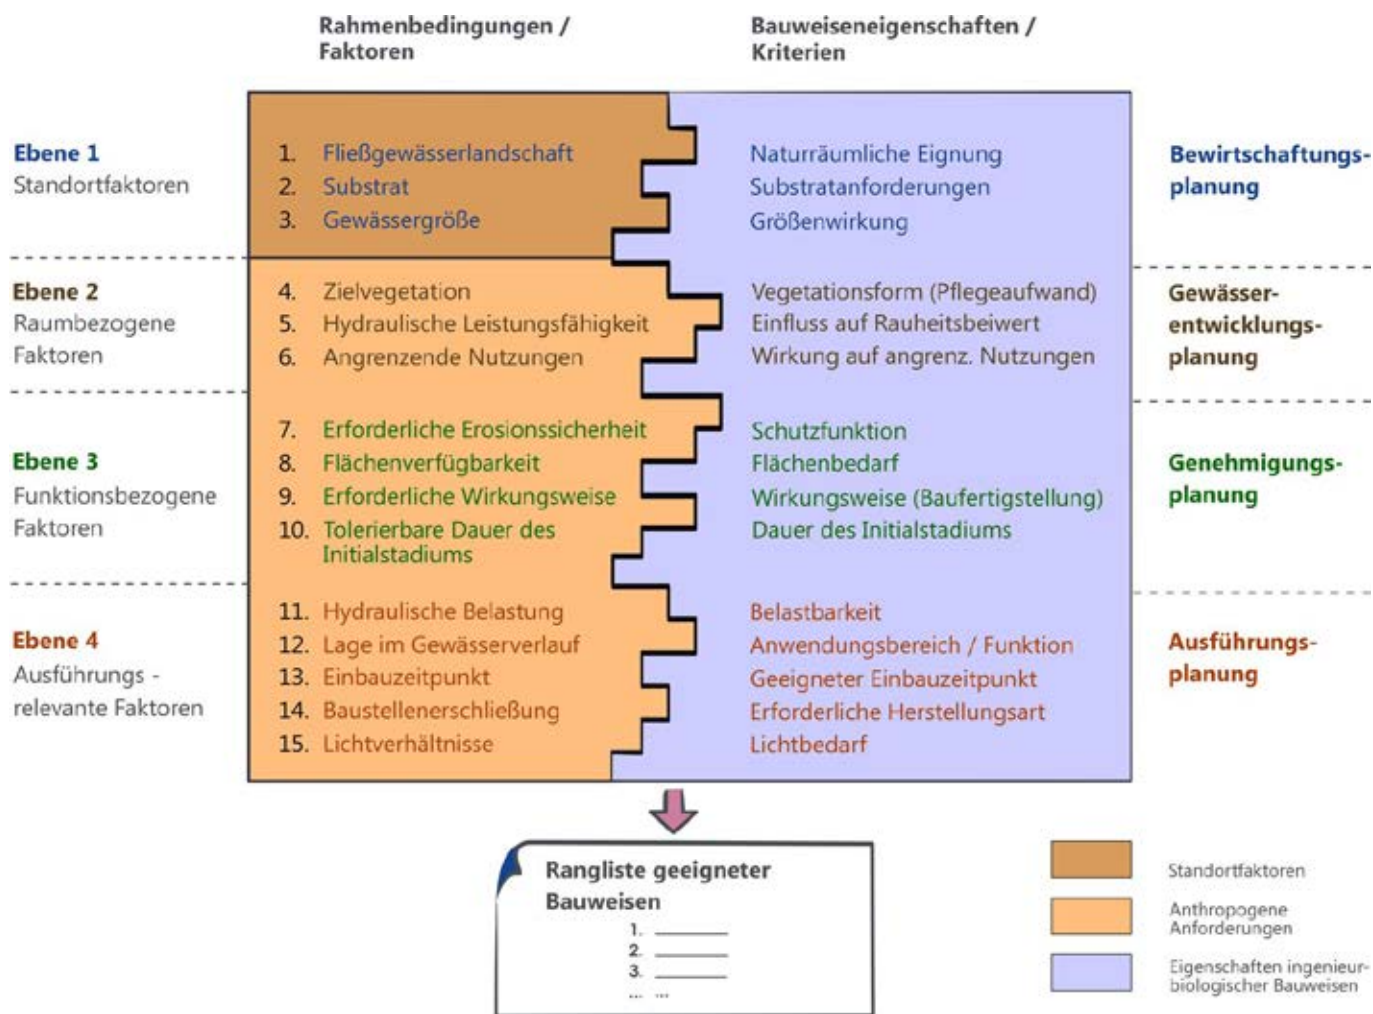 Rahmenbedingungen /
Faktoren
Bauweiseneigenschaften /
Kriterien
Ebene 1
Standortfaktoren
1. Fließgewässerlandschaft
2. Substrat
3. Gewässergröße
Naturräumliche Eignung
Substratanforderungen
Größenwirkung
Bewirtschaftungs-
planung
Ebene 2
Raumbezogene
Faktoren
4. Zielvegetation
5. Hydraulische Leistungsfähigkeit
6. Angrenzende Nutzungen
Vegetationsform (Pflegeaufwand)
Einfluss auf Rauheitsbeiwert
Wirkung auf angrenz. Nutzungen
Gewässer-
entwicklungs-
planung
Ebene 3
Funktionsbezogene
Faktoren
7. Erforderliche Erosionssicherheit
8. Flächenverfügbarkeit
9. Erforderliche Wirkungsweise
10. Tolerierbare Dauer des
Initialstadiums
Schutzfunktion
Flächenbedarf
Wirkungsweise (Baufertigstellung)
Dauer des Initialstadiums
Genehmigungs-
planung
Ebene 4
Ausführungs -
relevante Faktoren
11. Hydraulische Belastung
12. Lage im Gewässerverlauf
13. Einbauzeitpunkt
14. Baustellenerschließung
15. Lichtverhältnisse
Belastbarkeit
Anwendungsbereich / Funktion
Geeigneter Einbauzeitpunkt
Erforderliche Herstellungsart
Lichtbedarf
Ausführungs-
planung
Rangliste geeigneter
Bauweisen
1. ________
2. ________
3. ________
... ...
Standortfaktoren
Anthropogene
Anforderungen
Eigenschaften ingenieur-
biologischer Bauweisen